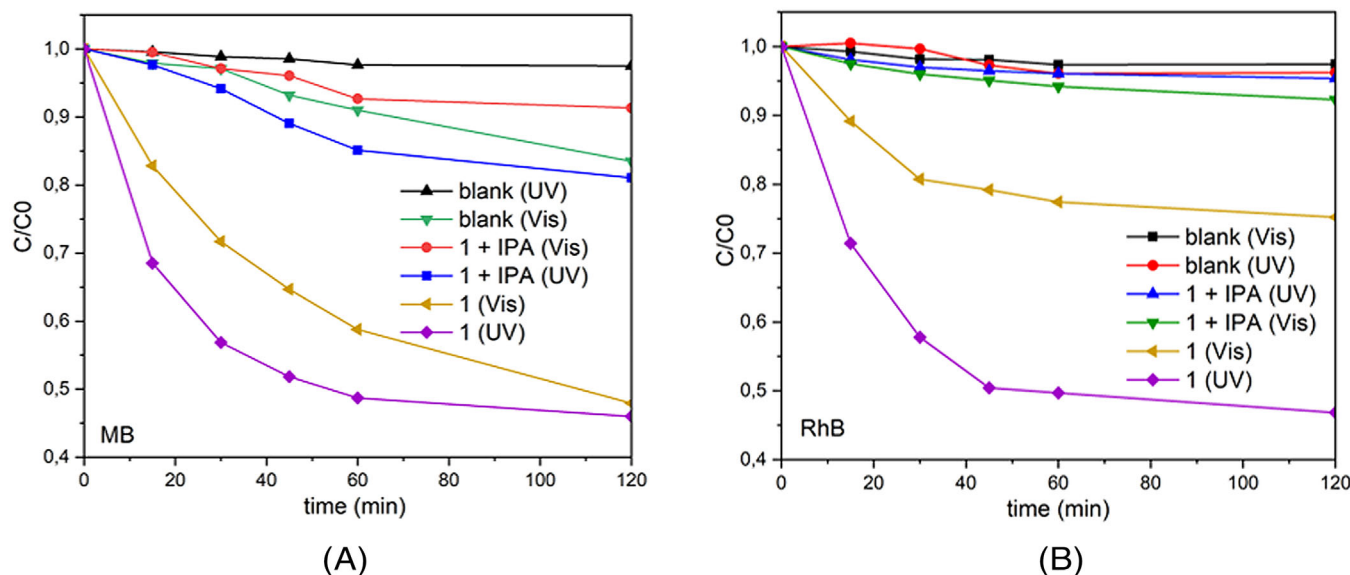 1,0
0,9
0,8
0,7
0,6
0,5
0,4
C/C0
blank (UV)
blank (Vis)
1 + IPA (Vis)
1 + IPA (UV)
1 (Vis)
1 (UV)
MB
0 20 40 60 80 100 120
time (min)
(A)
1,0
0,9
0,8
0,7
0,6
0,5
0,4
C/C0
blank (Vis)
blank (UV)
1 + IPA (UV)
1 + IPA (Vis)
1 (Vis)
1 (UV)
RhB
0 20 40 60 80 100 120
time (min)
(B)